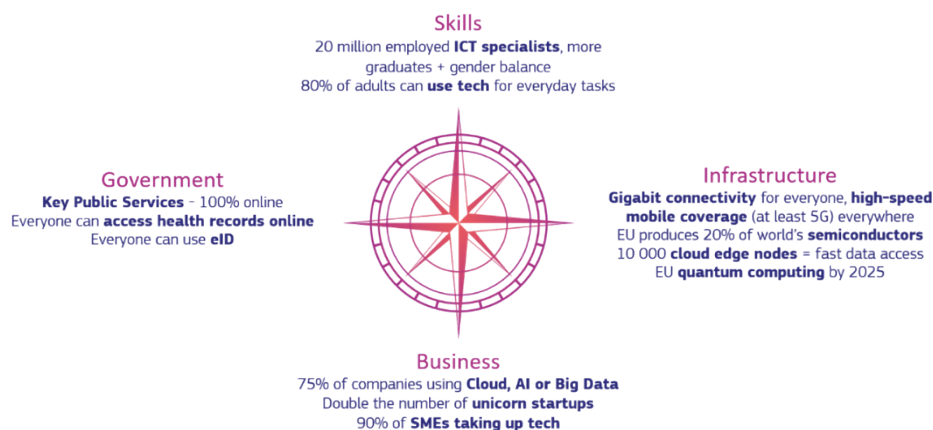 Skills
20 million employed ICT specialists, more
graduates + gender balance
80% of adults can use tech for everyday tasks
Government
Key Public Services - 100% online
Everyone can access health records online
Everyone can use eID
Infrastructure
Gigabit connectivity for everyone, high-speed
mobile coverage (at least 5G) everywhere
EU produces 20% of world's semiconductors
10 000 cloud edge nodes = fast data access
EU quantum computing by 2025
Business
75% of companies using Cloud, AI or Big Data
Double the number of unicorn startups
90% of SMEs taking up tech